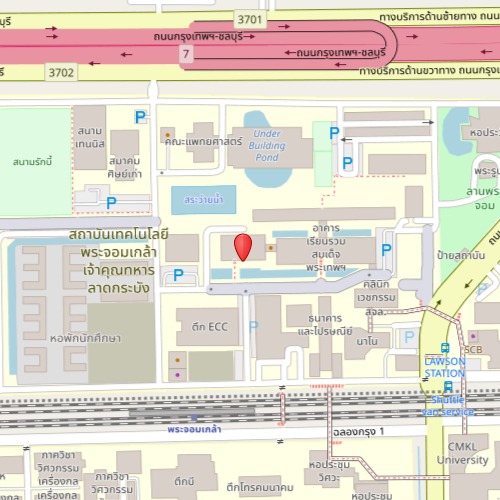 บุรี
3701
ทางบริการด้านซ้ายทาง ถนนก
ถนนกรุงเทพฯ-ชลบุรี
7
ถนนกรุงเทพฯ-ชลบุรี
รี
3702
ทางบริการด้านขวาทาง ถนนกรุงเ
P
สนาม
เทนนิส
คณะแพทยศาสตร์
Under
Building
Pond
P
หอประว
สนามรักบี้
สมาคม
ศิษย์เก่า
P
พระรูป
ลานพระ
จอม
P
สระว่ายน้ำ
ถนน
สถาบันเทคโนโลยี
พระจอมเกล้า
เจ้าคุณทหาร
ลาดกระบัง
อาคาร
เรียนรวม
สมเด็จ
พระเทพฯ
P
ป้ายสถาบัน
P
คลินิก
เวชกรรม
สจล.
หอพักนักศึกษา
ตึก ECC
P
ธนาคาร
และไปรษณีย์
นาโน
P
SCB
LAWSON
STATION
Shuttle
van service
พระจอมเกล้า
ฉลองกรุง 1
ภาควิชา
วิศวกรรม
เครื่องกล
ภาควิชา
วิศวกรรม
เครื่องกล
ตึกบี
ตึกโทรคมนาคม
หอประชุม
วิศวะ
หอประชุม
CMKL
University